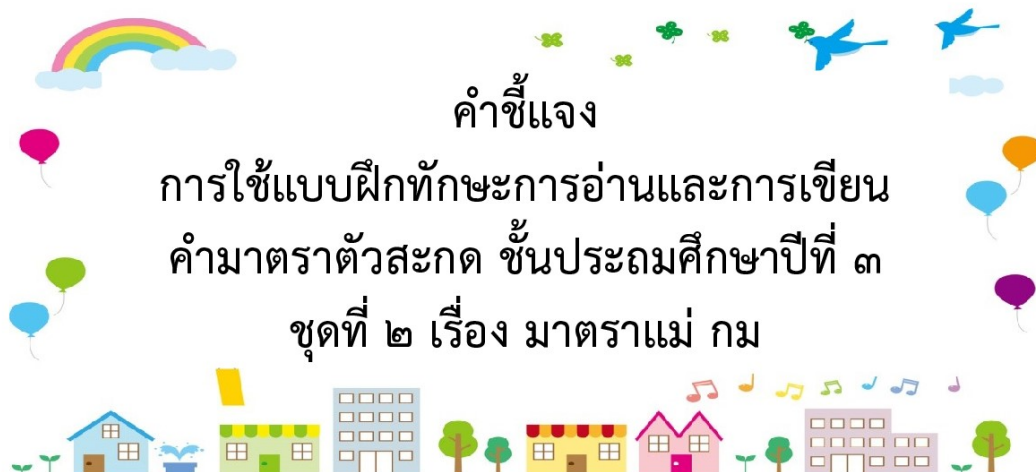 คำชี้แจง
การใช้แบบฝึกทักษะการอ่านและการเขียน
คำมาตราตัวสะกด ชั้นประถมศึกษาปีที่ ๓
ชุดที่ ๒ เรื่อง มาตราแม่ กม